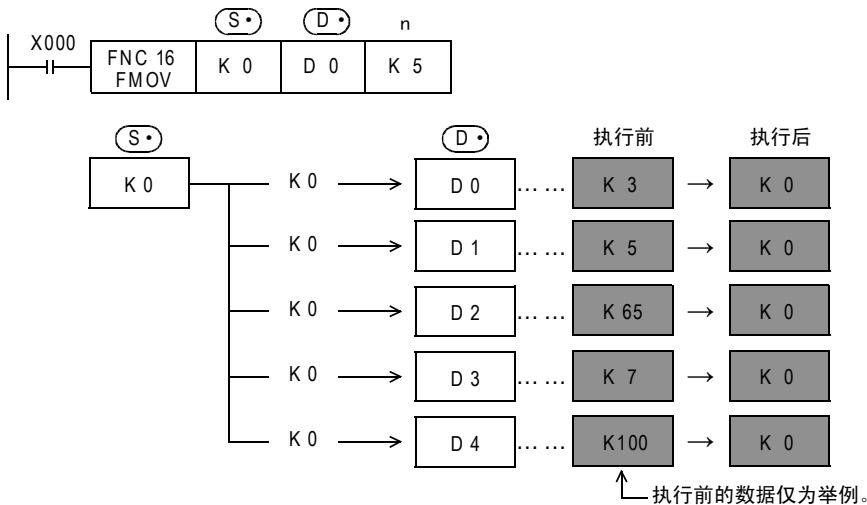 S• D• n
X000 FNC 16 FMOV K 0 D 0 K 5
S• D• 执行前 执行后
K 0 K 0 → D 0 …… K 3 → K 0
K 0 → D 1 …… K 5 → K 0
K 0 → D 2 …… K 65 → K 0
K 0 → D 3 …… K 7 → K 0
K 0 → D 4 …… K100 → K 0
执行前的数据仅为举例。